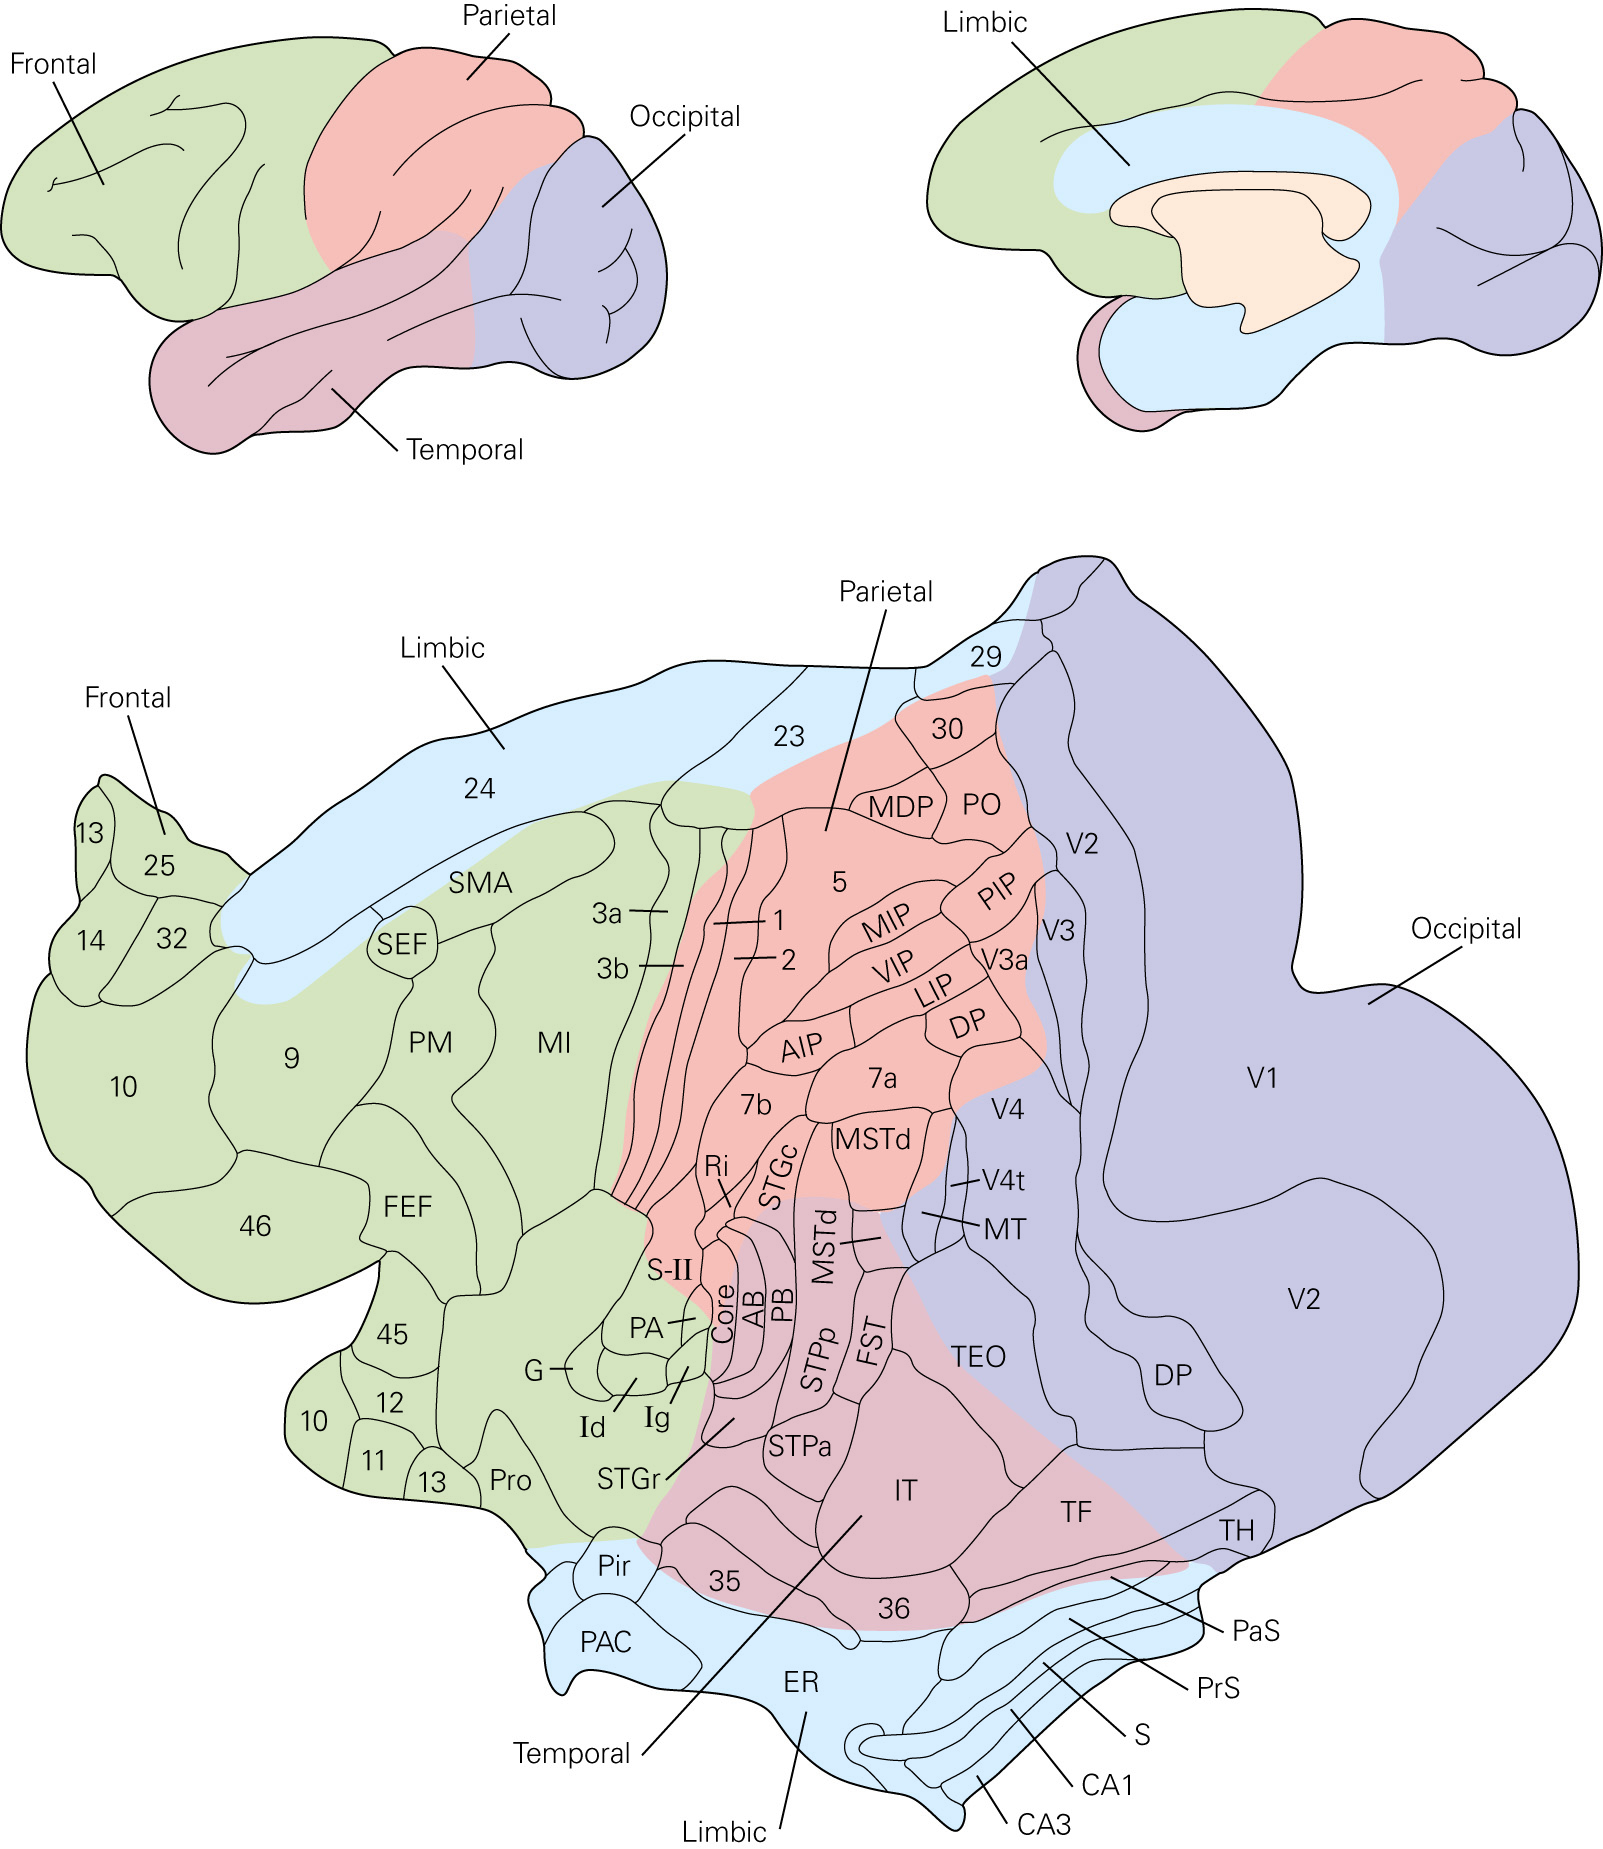 Parietal
Frontal
Occipital
Temporal
Limbic
Parietal
Limbic
Frontal
29
23
30
24
MDP
PO
13
25
V2
SMA
5
PIP
3a
1
MIP
14
32
SEF
V3
Occipital
3b
2
VIP
V3a
LIP
DP
PM
MI
AIP
9
10
7a
V1
7b
V4
MSTd
Ri
STGc
V4t
46
FEF
MT
MSTd
S-II
Core
AB
PB
V2
45
PA
STPp
FST
TEO
G
DP
12
10
Id
Ig
11
STPa
13
Pro
STGr
IT
TF
TH
Pir
35
36
PAC
PaS
ER
PrS
S
Temporal
CA1
Limbic
CA3